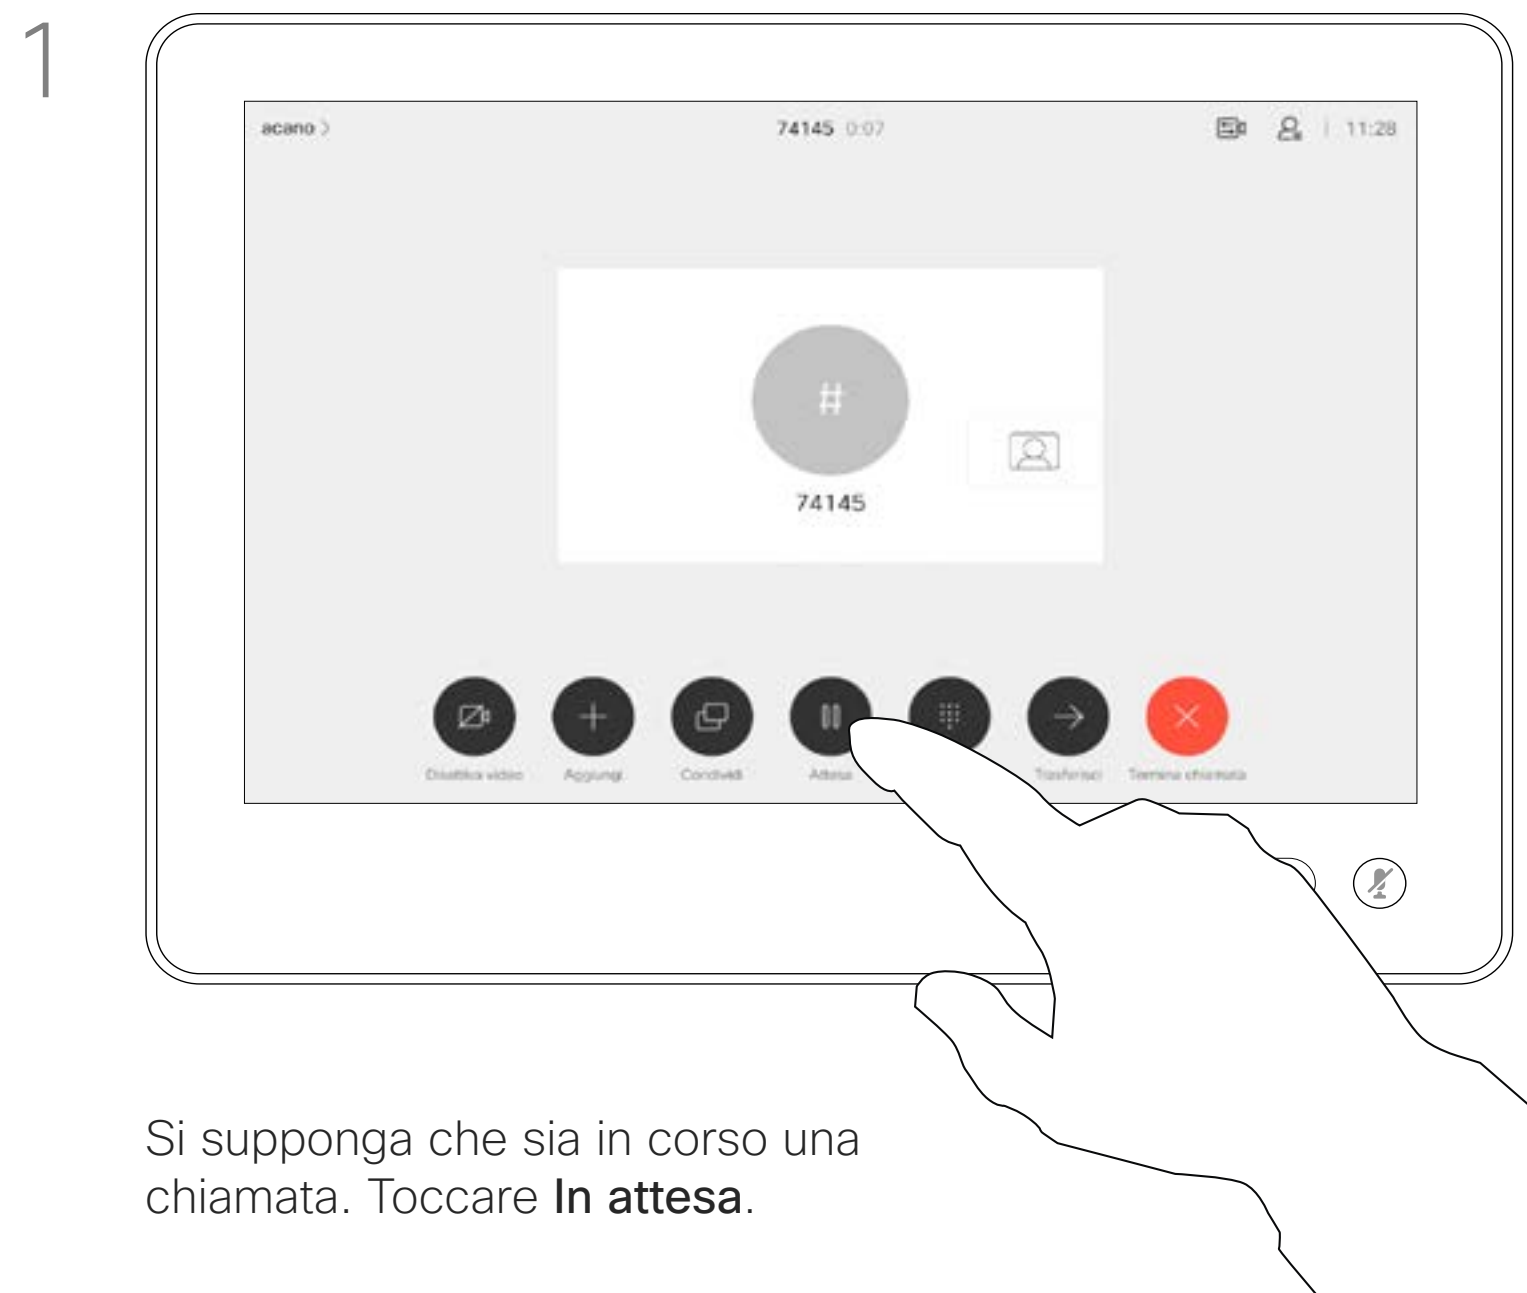 1
acano
74145 0:07
11:28
#
74145
Disattiva video
Aggiungi
Condividi
Attesa
Trasferisci
Termina chiamata
Si supponga che sia in corso una
chiamata. Toccare In attesa.